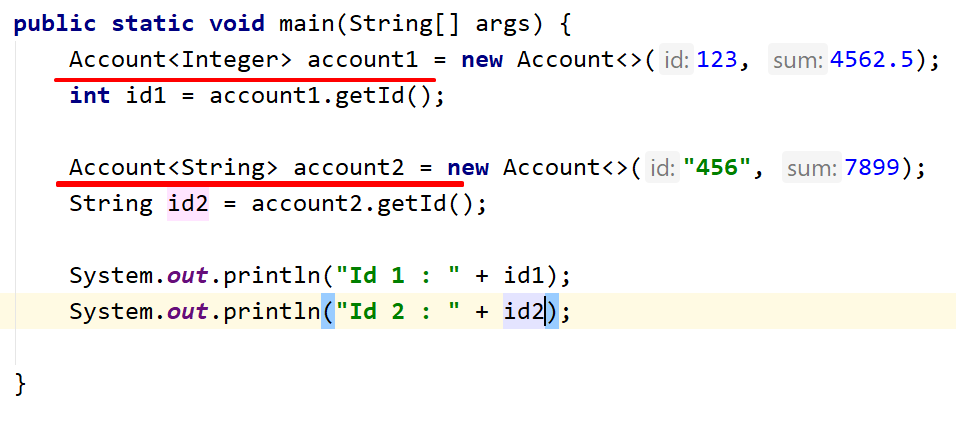 public static void main(String[] args) {
Account<Integer> account1 = new Account<>( id: 123, sum: 4562.5);
int id1 = account1.getId();
Account<String> account2 = new Account<>( id: "456", sum: 7899);
String id2 = account2.getId();
System.out.println("Id 1 : " + id1);
System.out.println("Id 2 : " + id2);
}